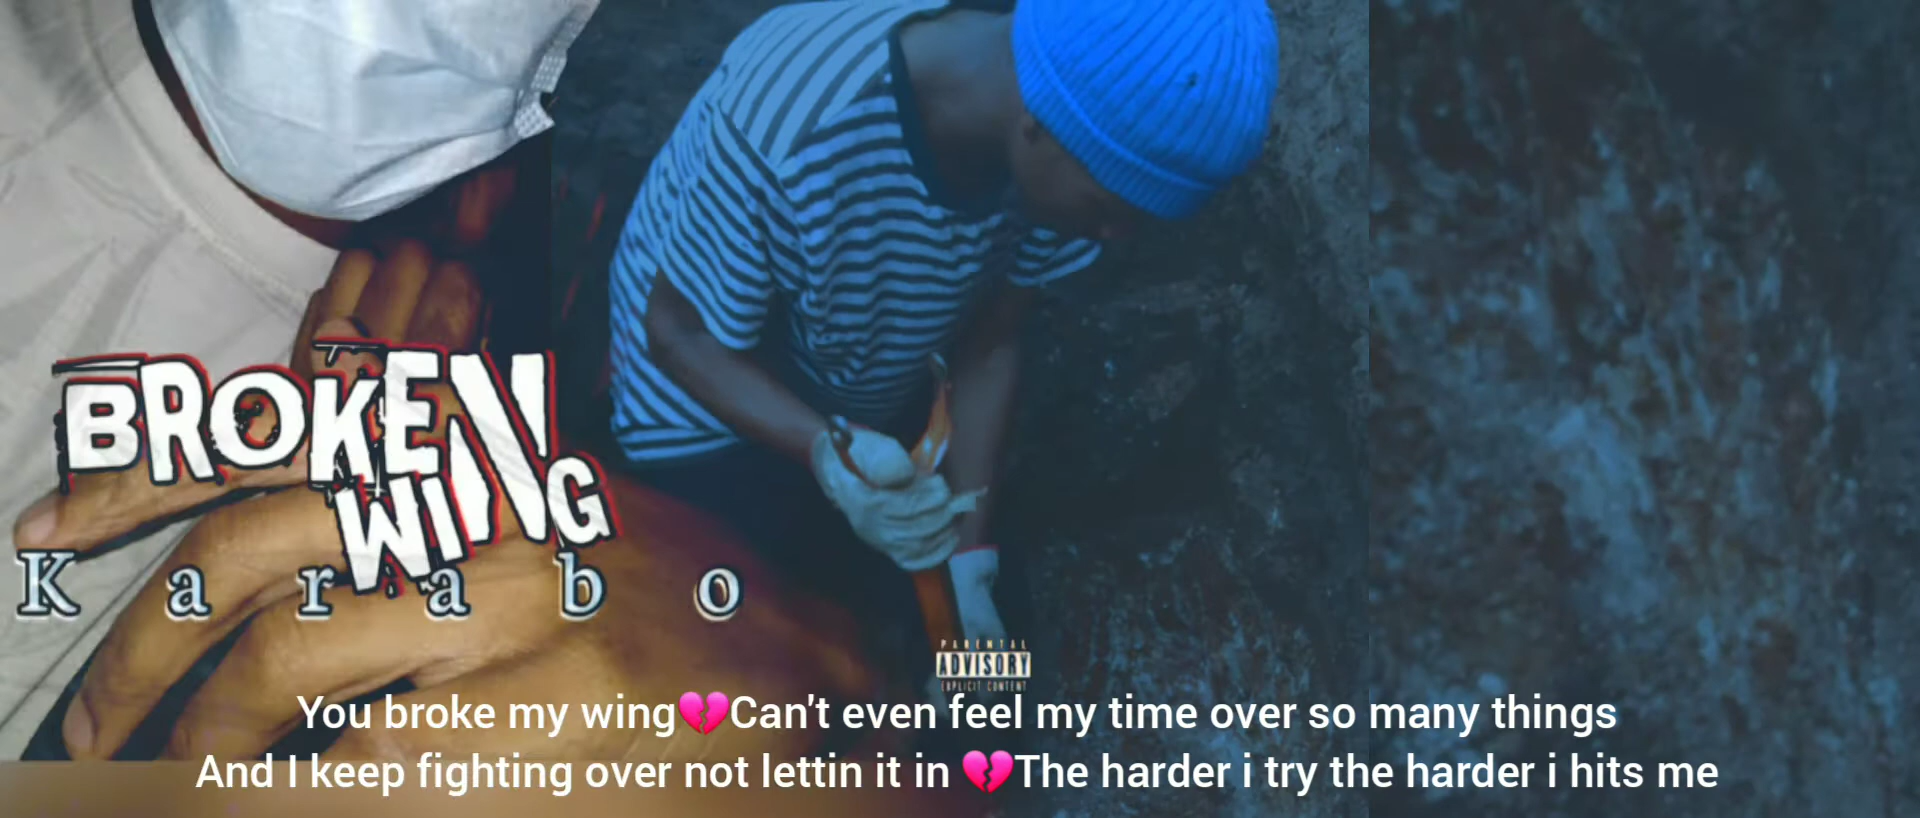 BROKEN
WING
Karabo
PARENTAL
ADVISORY
EXPLICIT CONTENT
You broke my wing💔Can't even feel my time over so many things
And I keep fighting over not lettin it in 💔The harder i try the harder i hits me